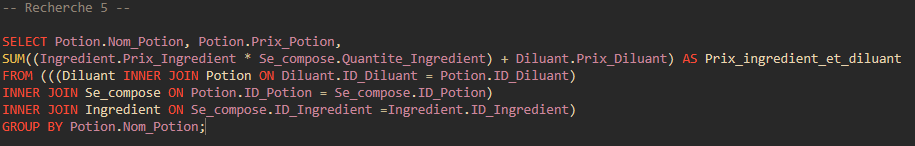 -- Recherche 5 --
SELECT Potion.Nom_Potion, Potion.Prix_Potion,
SUM((Ingredient.Prix_Ingredient * Se_compose.Quantite_Ingredient) + Diluant.Prix_Diluant) AS Prix_ingredient_et_diluant
FROM (((Diluant INNER JOIN Potion ON Diluant.ID_Diluant = Potion.ID_Diluant)
INNER JOIN Se_compose ON Potion.ID_Potion = Se_compose.ID_Potion)
INNER JOIN Ingredient ON Se_compose.ID_Ingredient =Ingredient.ID_Ingredient)
GROUP BY Potion.Nom_Potion;